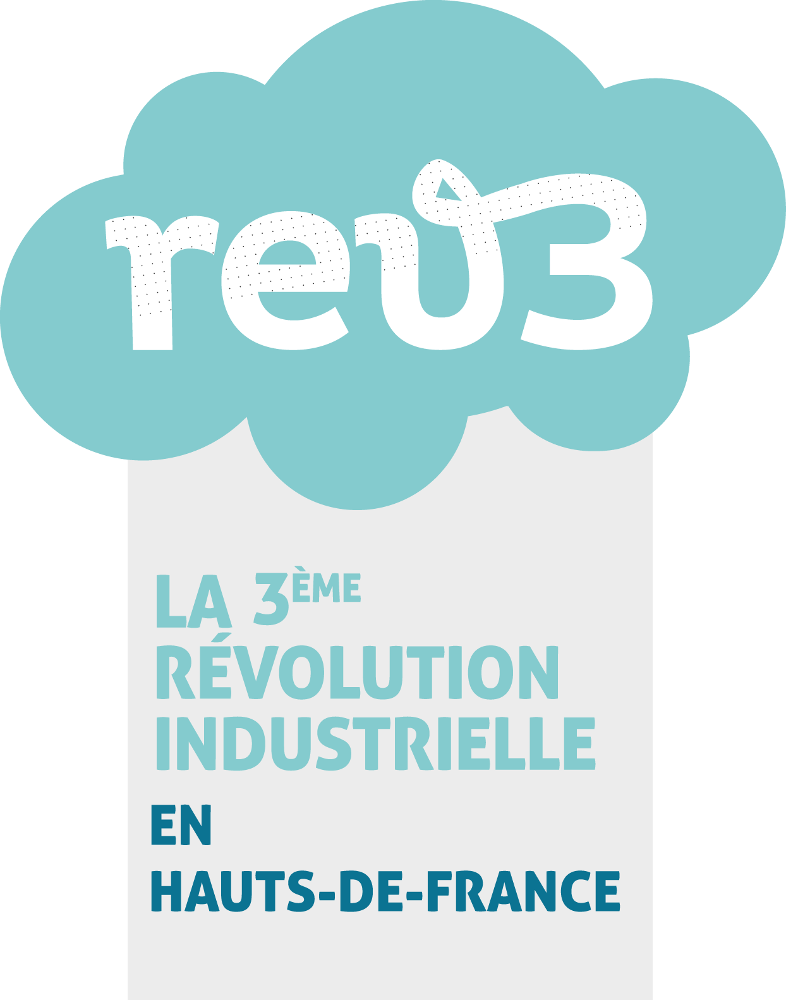 rev3
LA 3ÈME
RÉVOLUTION
INDUSTRIELLE
EN
HAUTS-DE-FRANCE